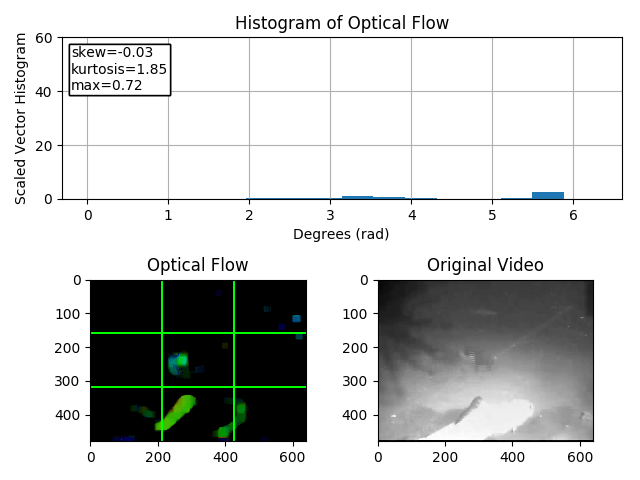 Histogram of Optical Flow
Scaled Vector Histogram
60
40
20
0
skew=-0.03
kurtosis=1.85
max=0.72
0 1 2 3 4 5 6
Degrees (rad)
Optical Flow
0
100
200
300
400
0 200 400 600
Original Video
0
100
200
300
400
0 200 400 600